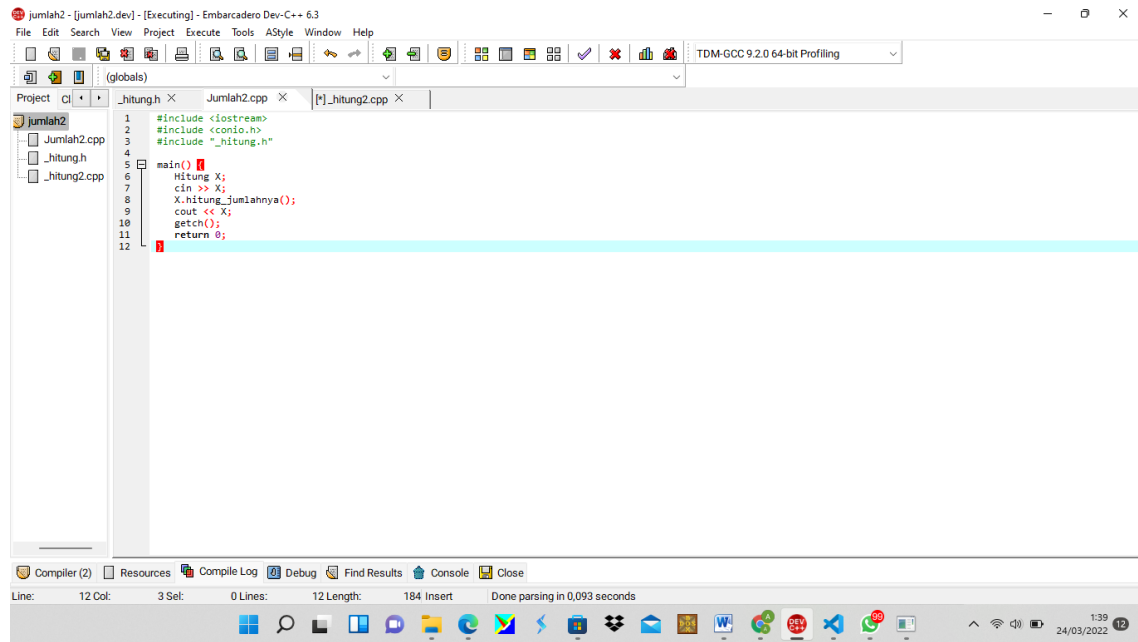 jumlah2 - [jumlah2.dev] - [Executing] - Embarcadero Dev-C++ 6.3
File Edit Search View Project Execute Tools AStyle Window Help
TDM-GCC 9.2.0 64-bit Profiling
(globals)
Project Cl _hitung.h Jumlah2.cpp [*]_hitung2.cpp
jumlah2
Jumlah2.cpp
_hitung.h
_hitung2.cpp
1 #include <iostream>
2 #include <conio.h>
3 #include "_hitung.h"
4
5 main() {
6 Hitung X;
7 cin >> X;
8 X.hitung_jumlahnya();
9 cout << X;
10 getch();
11 return 0;
12 }
Compiler (2) Resources Compile Log Debug Find Results Console Close
Line: 12 Col: 3 Sel: 0 Lines: 12 Length: 184 Insert Done parsing in 0,093 seconds
DEV C++ 99 1:39
24/03/2022 12